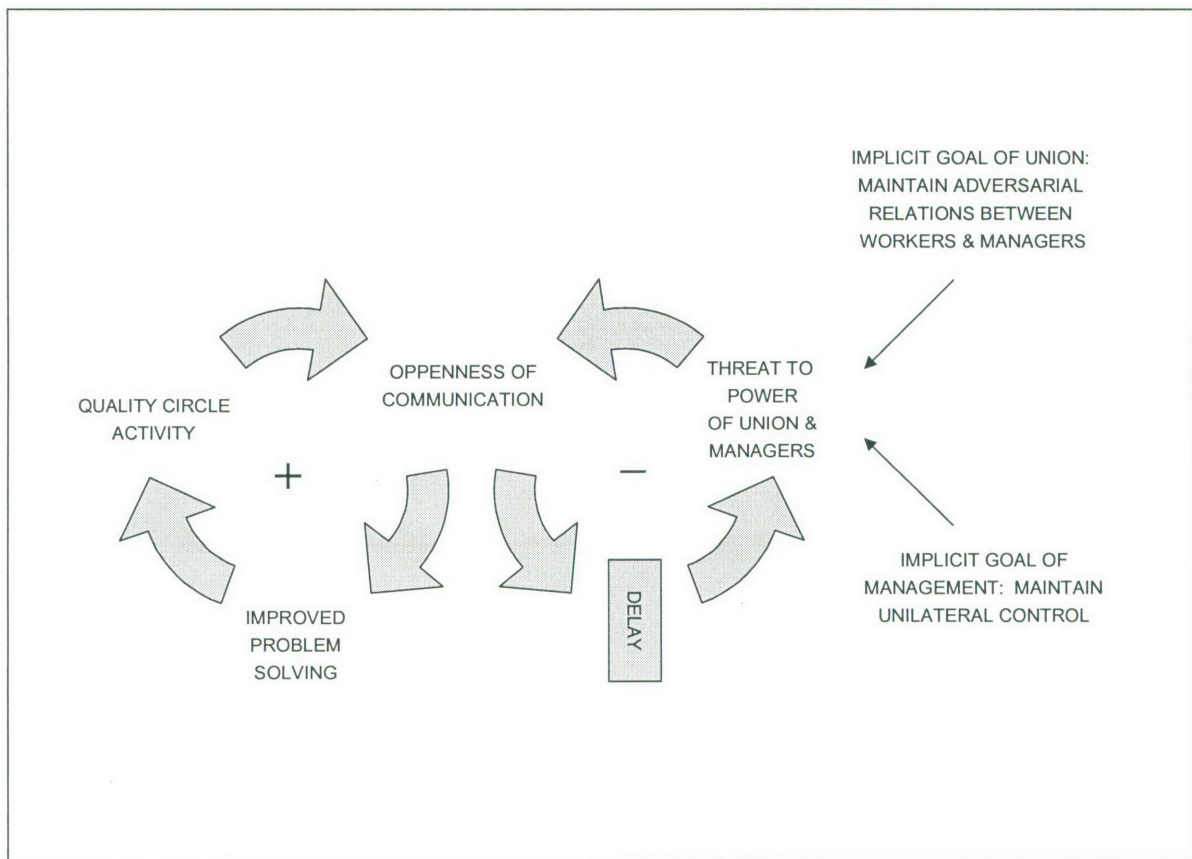 IMPLICIT GOAL OF UNION:
MAINTAIN ADVERSARIAL
RELATIONS BETWEEN
WORKERS & MANAGERS
OPPENNESS OF
COMMUNICATION
THREAT TO
POWER
OF UNION &
MANAGERS
QUALITY CIRCLE
ACTIVITY
+
−
IMPROVED
PROBLEM
SOLVING
DELAY
IMPLICIT GOAL OF
MANAGEMENT: MAINTAIN
UNILATERAL CONTROL